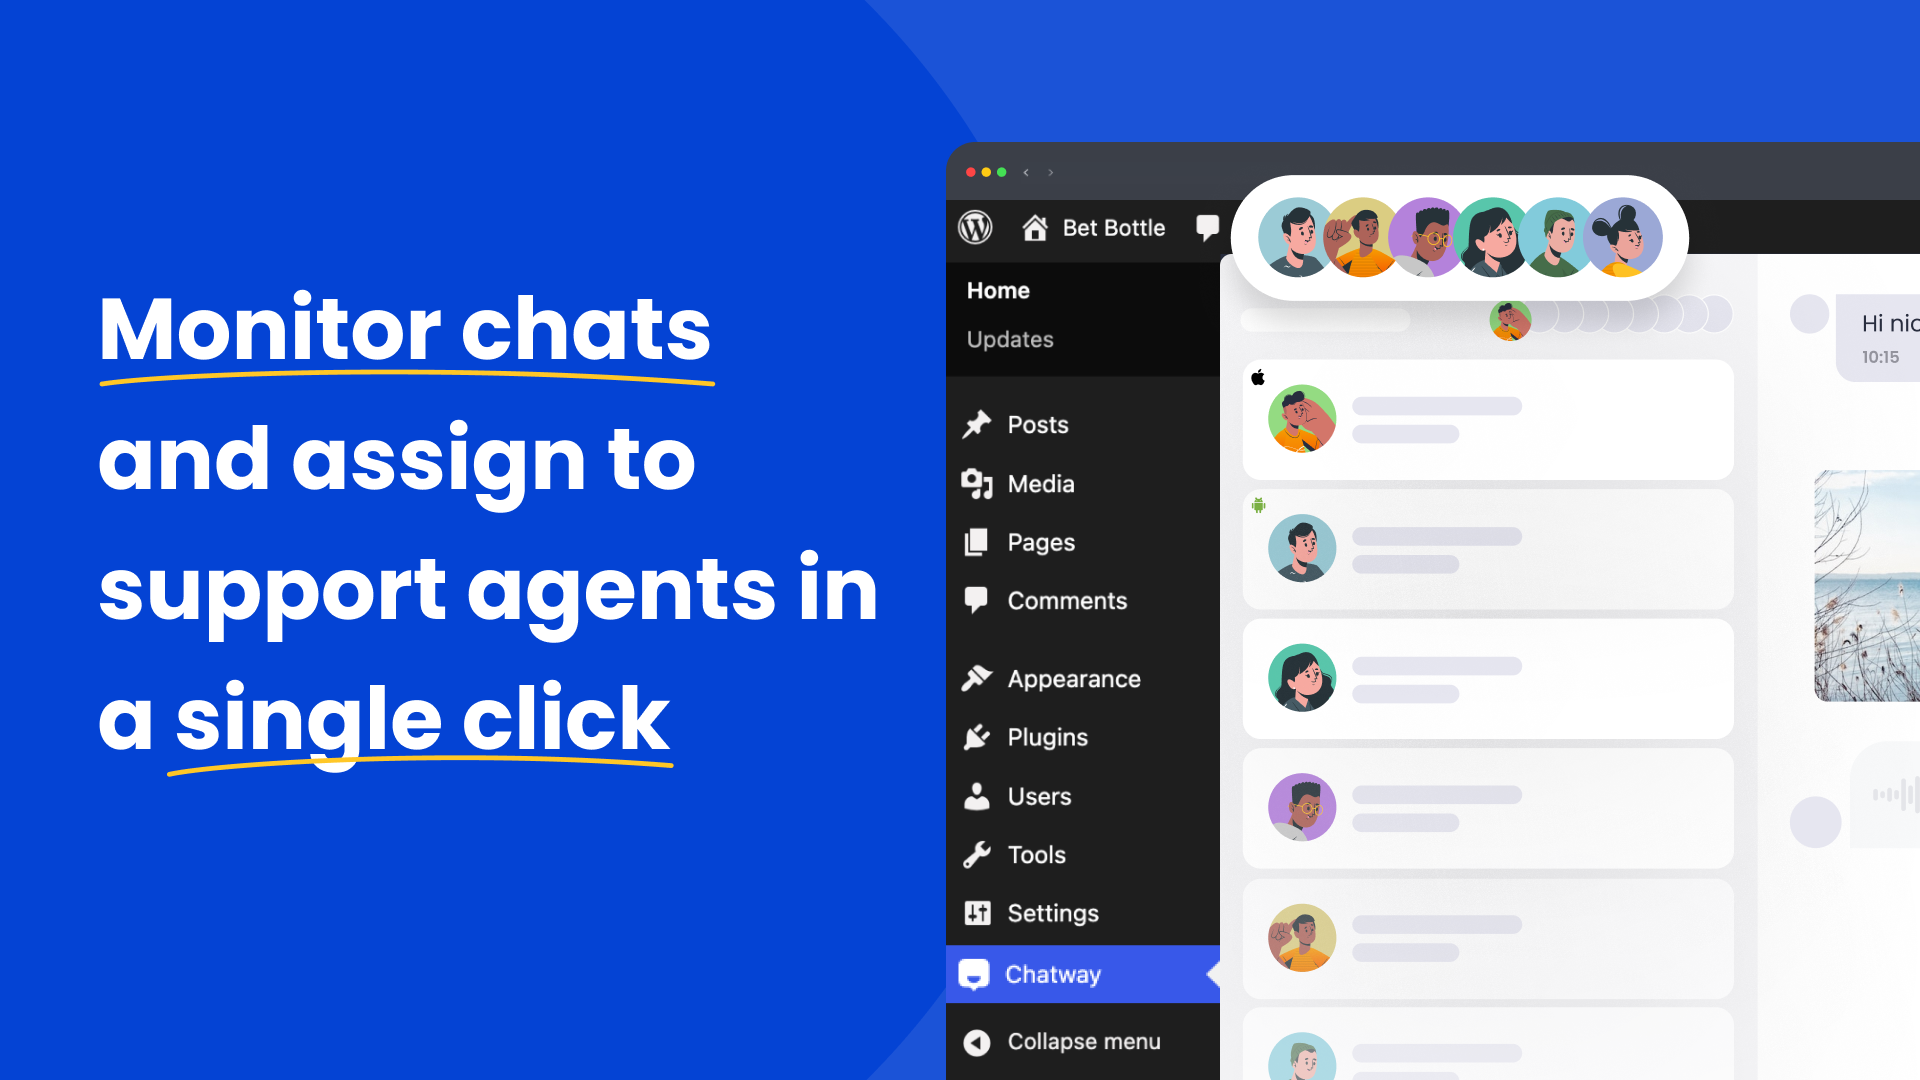 Monitor chats
and assign to
support agents in
a single click
Bet Bottle
Home
Updates
Posts
Media
Pages
Comments
Appearance
Plugins
Users
Tools
Settings
Chatway
Collapse menu
Hi nic
10:15